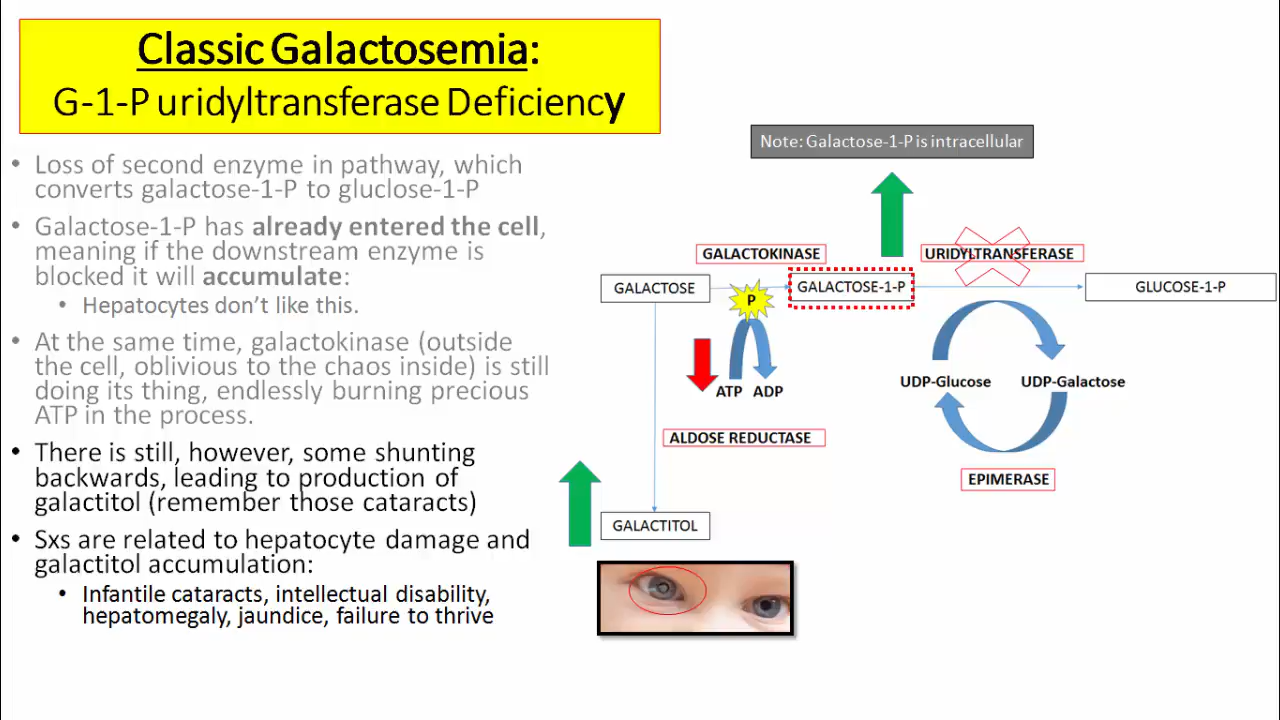 Classic Galactosemia:
G-1-P uridyltransferase Deficiency
• Loss of second enzyme in pathway, which
converts galactose-1-P to gluclose-1-P
• Galactose-1-P has already entered the cell,
meaning if the downstream enzyme is
blocked it will accumulate:
• Hepatocytes don’t like this.
• At the same time, galactokinase (outside
the cell, oblivious to the chaos inside) is still
doing its thing, endlessly burning precious
ATP in the process.
• There is still, however, some shunting
backwards, leading to production of
galactitol (remember those cataracts)
• Sxs are related to hepatocyte damage and
galactitol accumulation:
• Infantile cataracts, intellectual disability,
hepatomegaly, jaundice, failure to thrive
Note: Galactose-1-P is intracellular
GALACTOKINASE
URIDYLTRANSFERASE
GALACTOSE
GALACTOSE-1-P
GLUCOSE-1-P
P
ATP ADP
UDP-Glucose UDP-Galactose
ALDOSE REDUCTASE
EPIMERASE
GALACTITOL